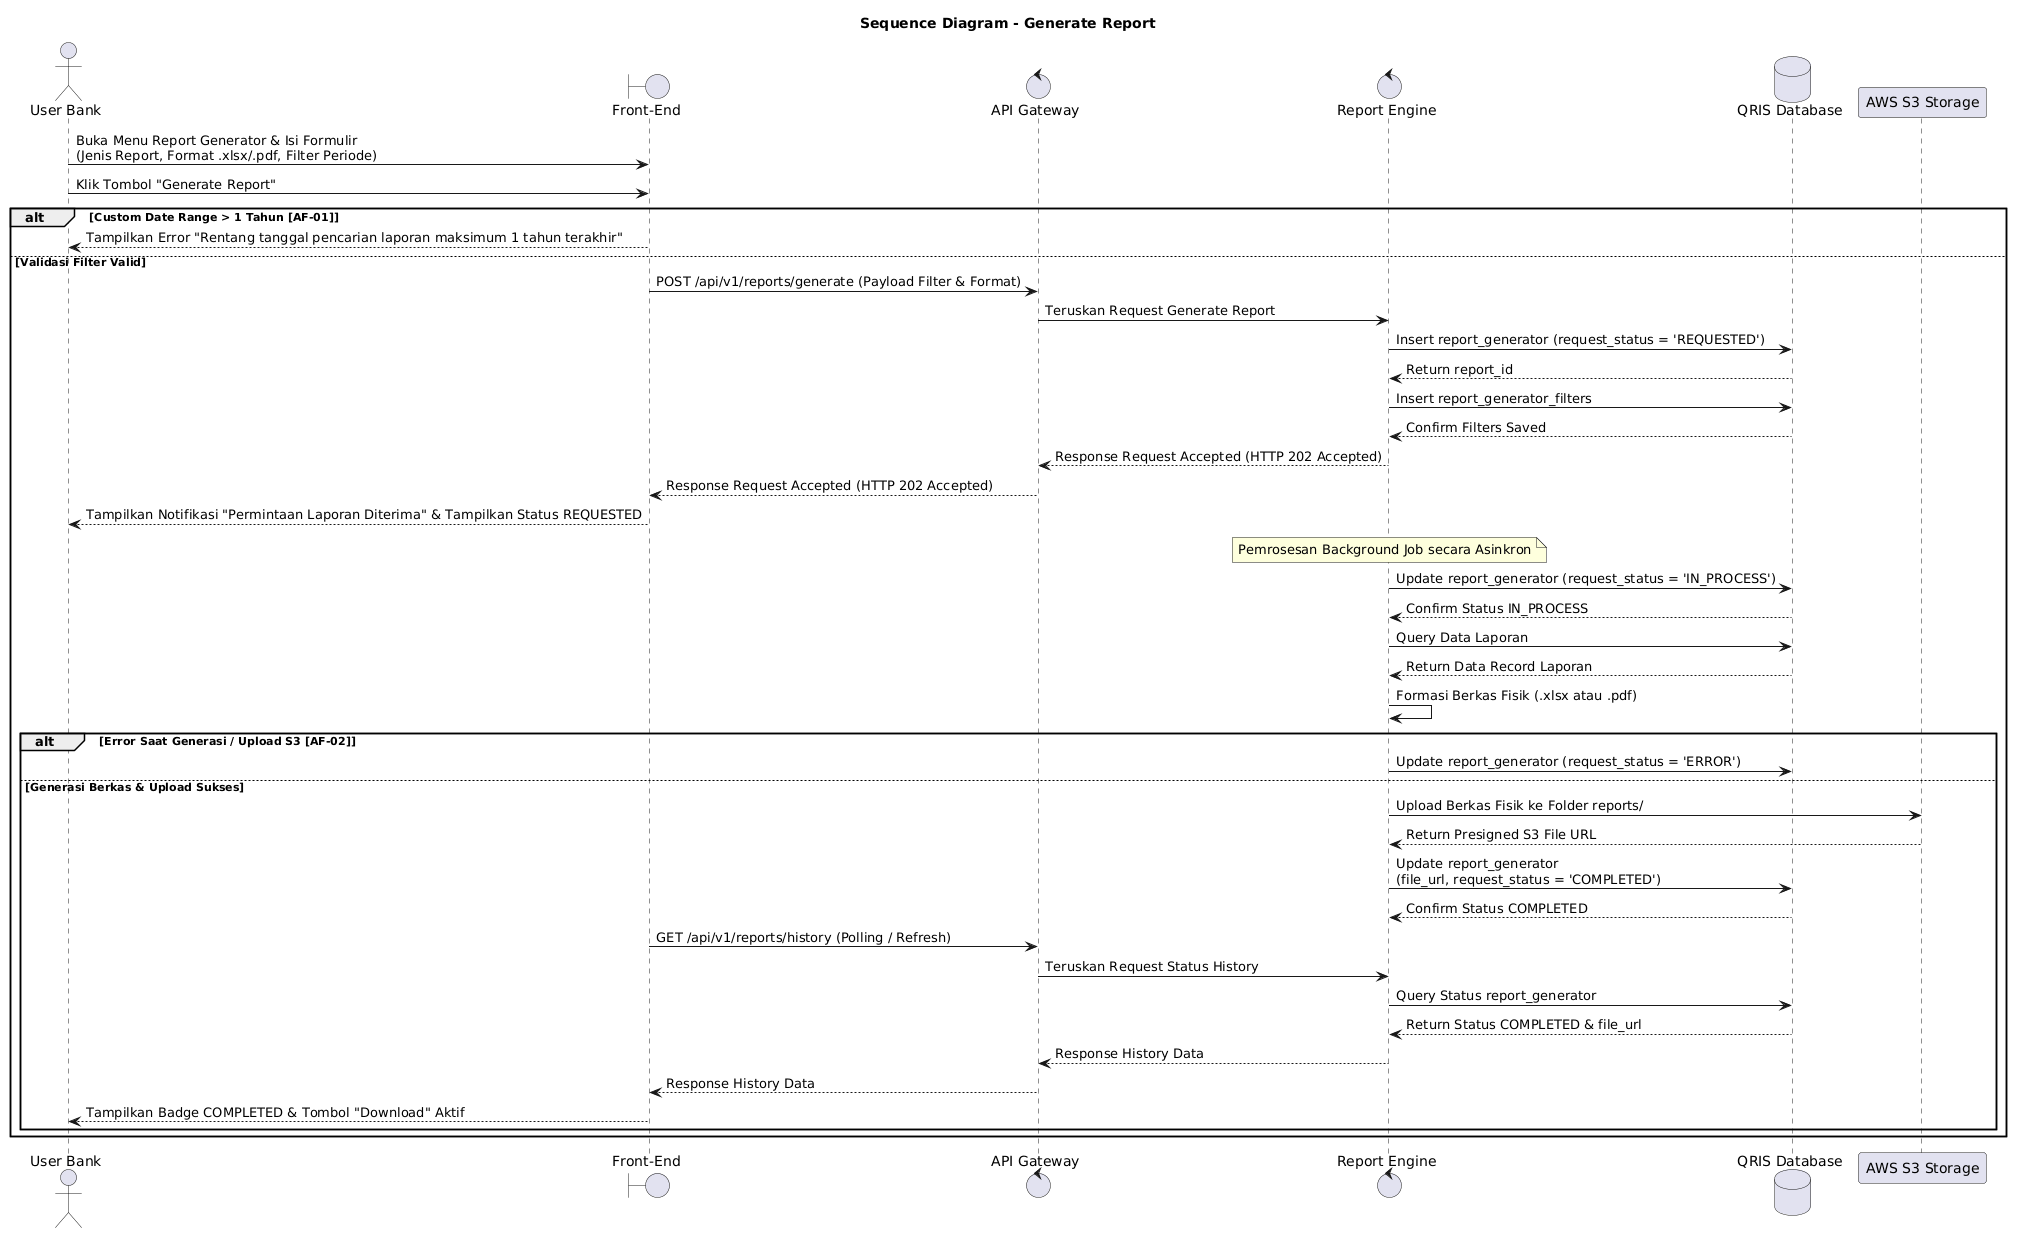 Sequence Diagram - Generate Report
User Bank
Front-End
API Gateway
Report Engine
QRIS Database
AWS S3 Storage
Buka Menu Report Generator & Isi Formulir
(Jenis Report, Format .xlsx/.pdf, Filter Periode)
Klik Tombol "Generate Report"
alt
[Custom Date Range > 1 Tahun [AF-01]]
Tampilkan Error "Rentang tanggal pencarian laporan maksimum 1 tahun terakhir"
[Validasi Filter Valid]
POST /api/v1/reports/generate (Payload Filter & Format)
Teruskan Request Generate Report
Insert report_generator (request_status = 'REQUESTED')
Return report_id
Insert report_generator_filters
Confirm Filters Saved
Response Request Accepted (HTTP 202 Accepted)
Response Request Accepted (HTTP 202 Accepted)
Tampilkan Notifikasi "Permintaan Laporan Diterima" & Tampilkan Status REQUESTED
Pemrosesan Background Job secara Asinkron
Update report_generator (request_status = 'IN_PROCESS')
Confirm Status IN_PROCESS
Query Data Laporan
Return Data Record Laporan
Formasi Berkas Fisik (.xlsx atau .pdf)
alt
[Error Saat Generasi / Upload S3 [AF-02]]
Update report_generator (request_status = 'ERROR')
[Generasi Berkas & Upload Sukses]
Upload Berkas Fisik ke Folder reports/
Return Presigned S3 File URL
Update report_generator
(file_url, request_status = 'COMPLETED')
Confirm Status COMPLETED
GET /api/v1/reports/history (Polling / Refresh)
Teruskan Request Status History
Query Status report_generator
Return Status COMPLETED & file_url
Response History Data
Response History Data
Tampilkan Badge COMPLETED & Tombol "Download" Aktif
User Bank
Front-End
API Gateway
Report Engine
QRIS Database
AWS S3 Storage